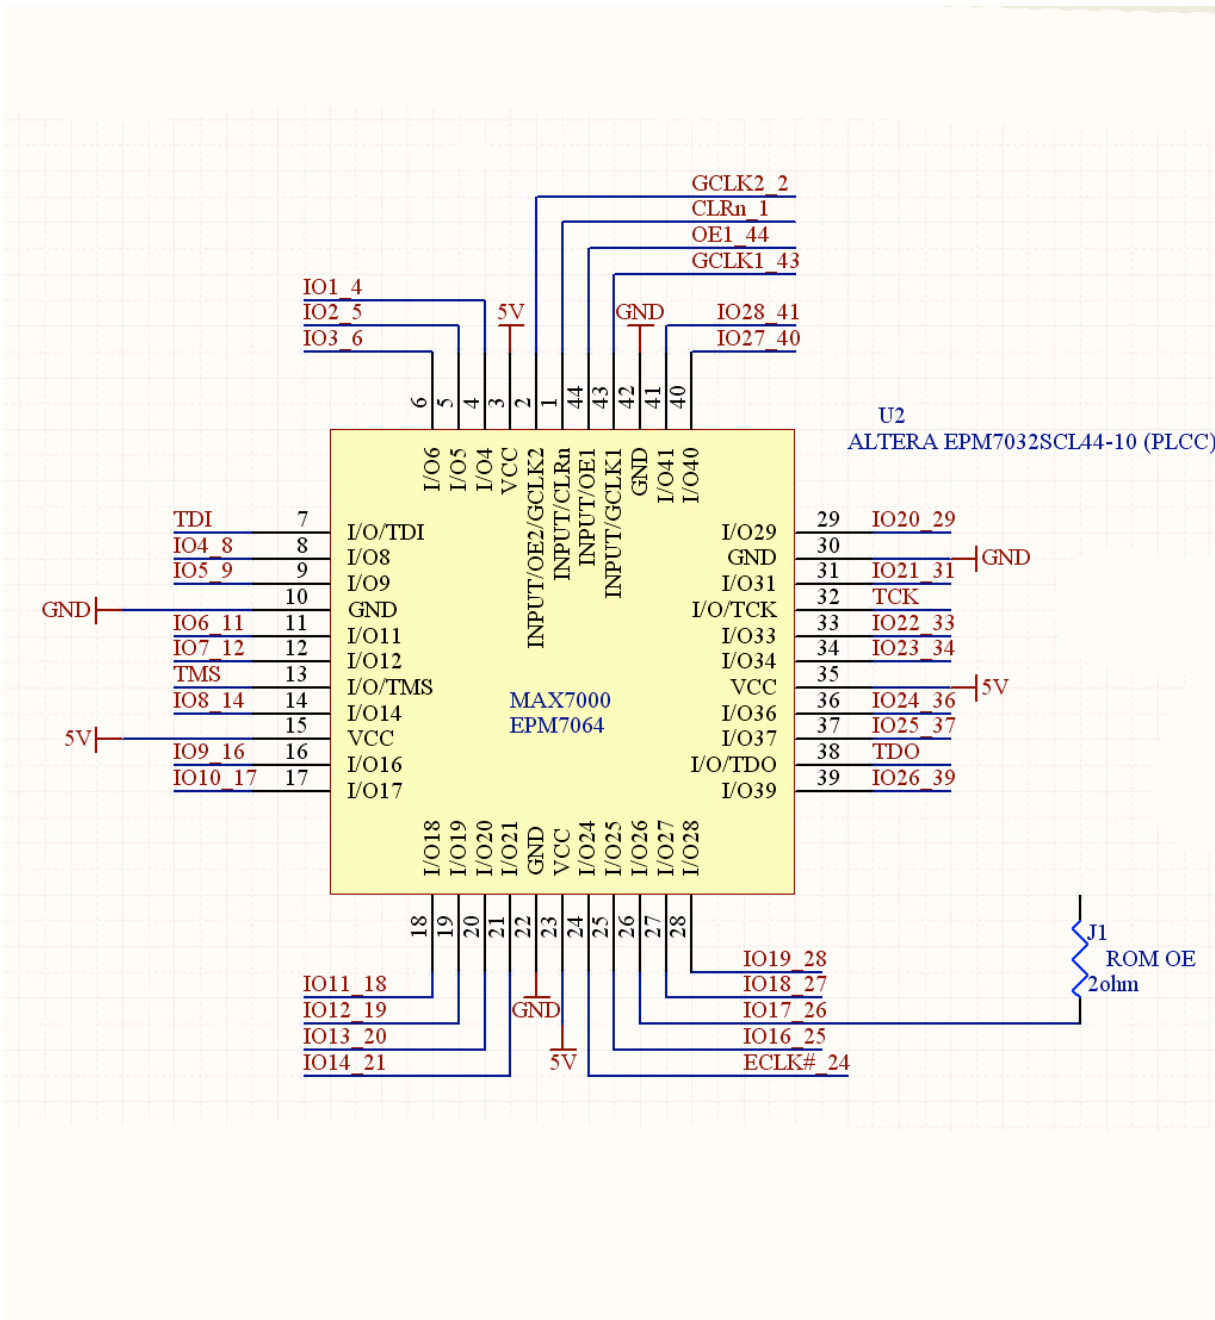 GCLK2_2
CLRn_1
OE1_44
GCLK1_43
IO1_4
IO2_5
5V
GND
IO28_41
IO3_6
IO27_40
6
5
4
3
2
1
44
43
42
41
40
U2
ALTERA EPM7032SCL44-10 (PLCC)
I/O6
I/O5
I/O4
VCC
INPUT/OE2/GCLK2
INPUT/CLRn
INPUT/OE1
INPUT/GCLK1
GND
I/O41
I/O40
TDI 7 I/O/TDI
IO4_8 8 I/O8
IO5_9 9 I/O9
GND 10 GND
IO6_11 11 I/O11
IO7_12 12 I/O12
TMS 13 I/O/TMS
IO8_14 14 I/O14
5V 15 VCC
IO9_16 16 I/O16
IO10_17 17 I/O17
MAX7000
EPM7064
I/O29 29 IO20_29
GND 30 GND
I/O31 31 IO21_31
I/O/TCK 32 TCK
I/O33 33 IO22_33
I/O34 34 IO23_34
VCC 35 5V
I/O36 36 IO24_36
I/O37 37 IO25_37
I/O/TDO 38 TDO
I/O39 39 IO26_39
I/O18
I/O19
I/O20
I/O21
GND
VCC
I/O24
I/O25
I/O26
I/O27
I/O28
18
19
20
21
22
23
24
25
26
27
28
IO11_18
IO12_19
IO13_20
IO14_21
GND
5V
IO19_28
IO18_27
IO17_26
IO16_25
ECLK#_24
J1
ROM OE
2ohm